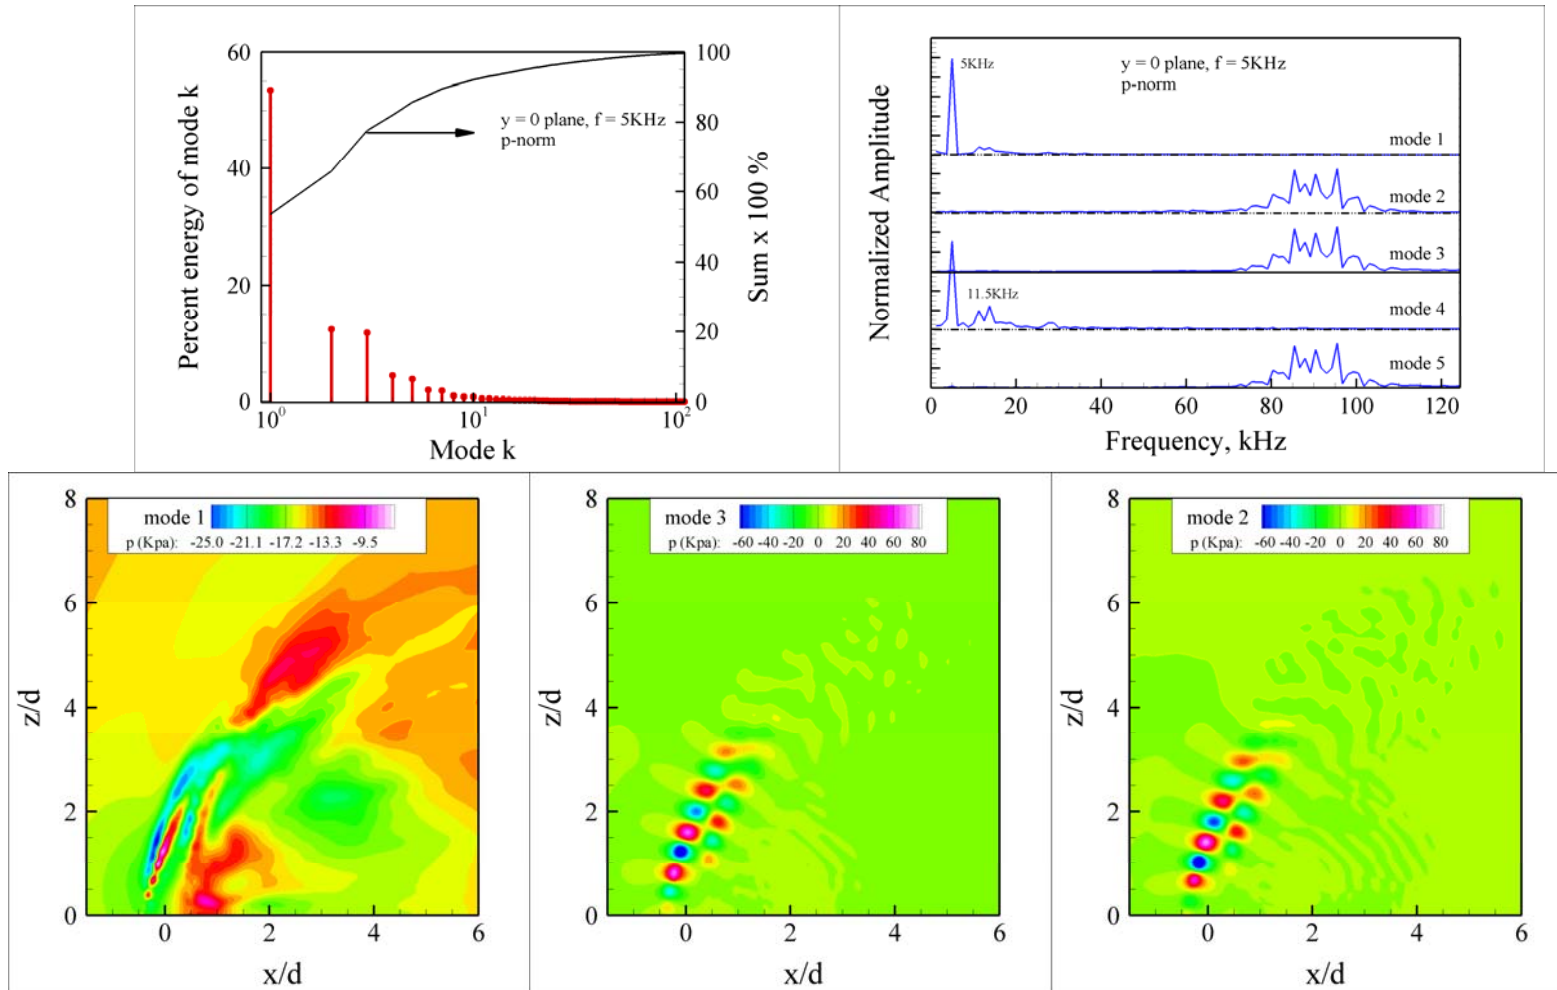 60
40
20
0
Percent energy of mode k
100
80
60
40
20
0
Sum x 100 %
y = 0 plane, f = 5KHz
p-norm
10^0 10^1 10^2
Mode k
5KHz
y = 0 plane, f = 5KHz
p-norm
mode 1
mode 2
mode 3
11.5KHz
mode 4
mode 5
Normalized Amplitude
0 20 40 60 80 100 120
Frequency, kHz
mode 1
p (Kpa): -25.0 -21.1 -17.2 -13.3 -9.5
8
6
4
2
0
z/d
0 2 4 6
x/d
mode 3
p (Kpa): -60 -40 -20 0 20 40 60 80
8
6
4
2
0
z/d
0 2 4 6
x/d
mode 2
p (Kpa): -60 -40 -20 0 20 40 60 80
8
6
4
2
0
z/d
0 2 4 6
x/d